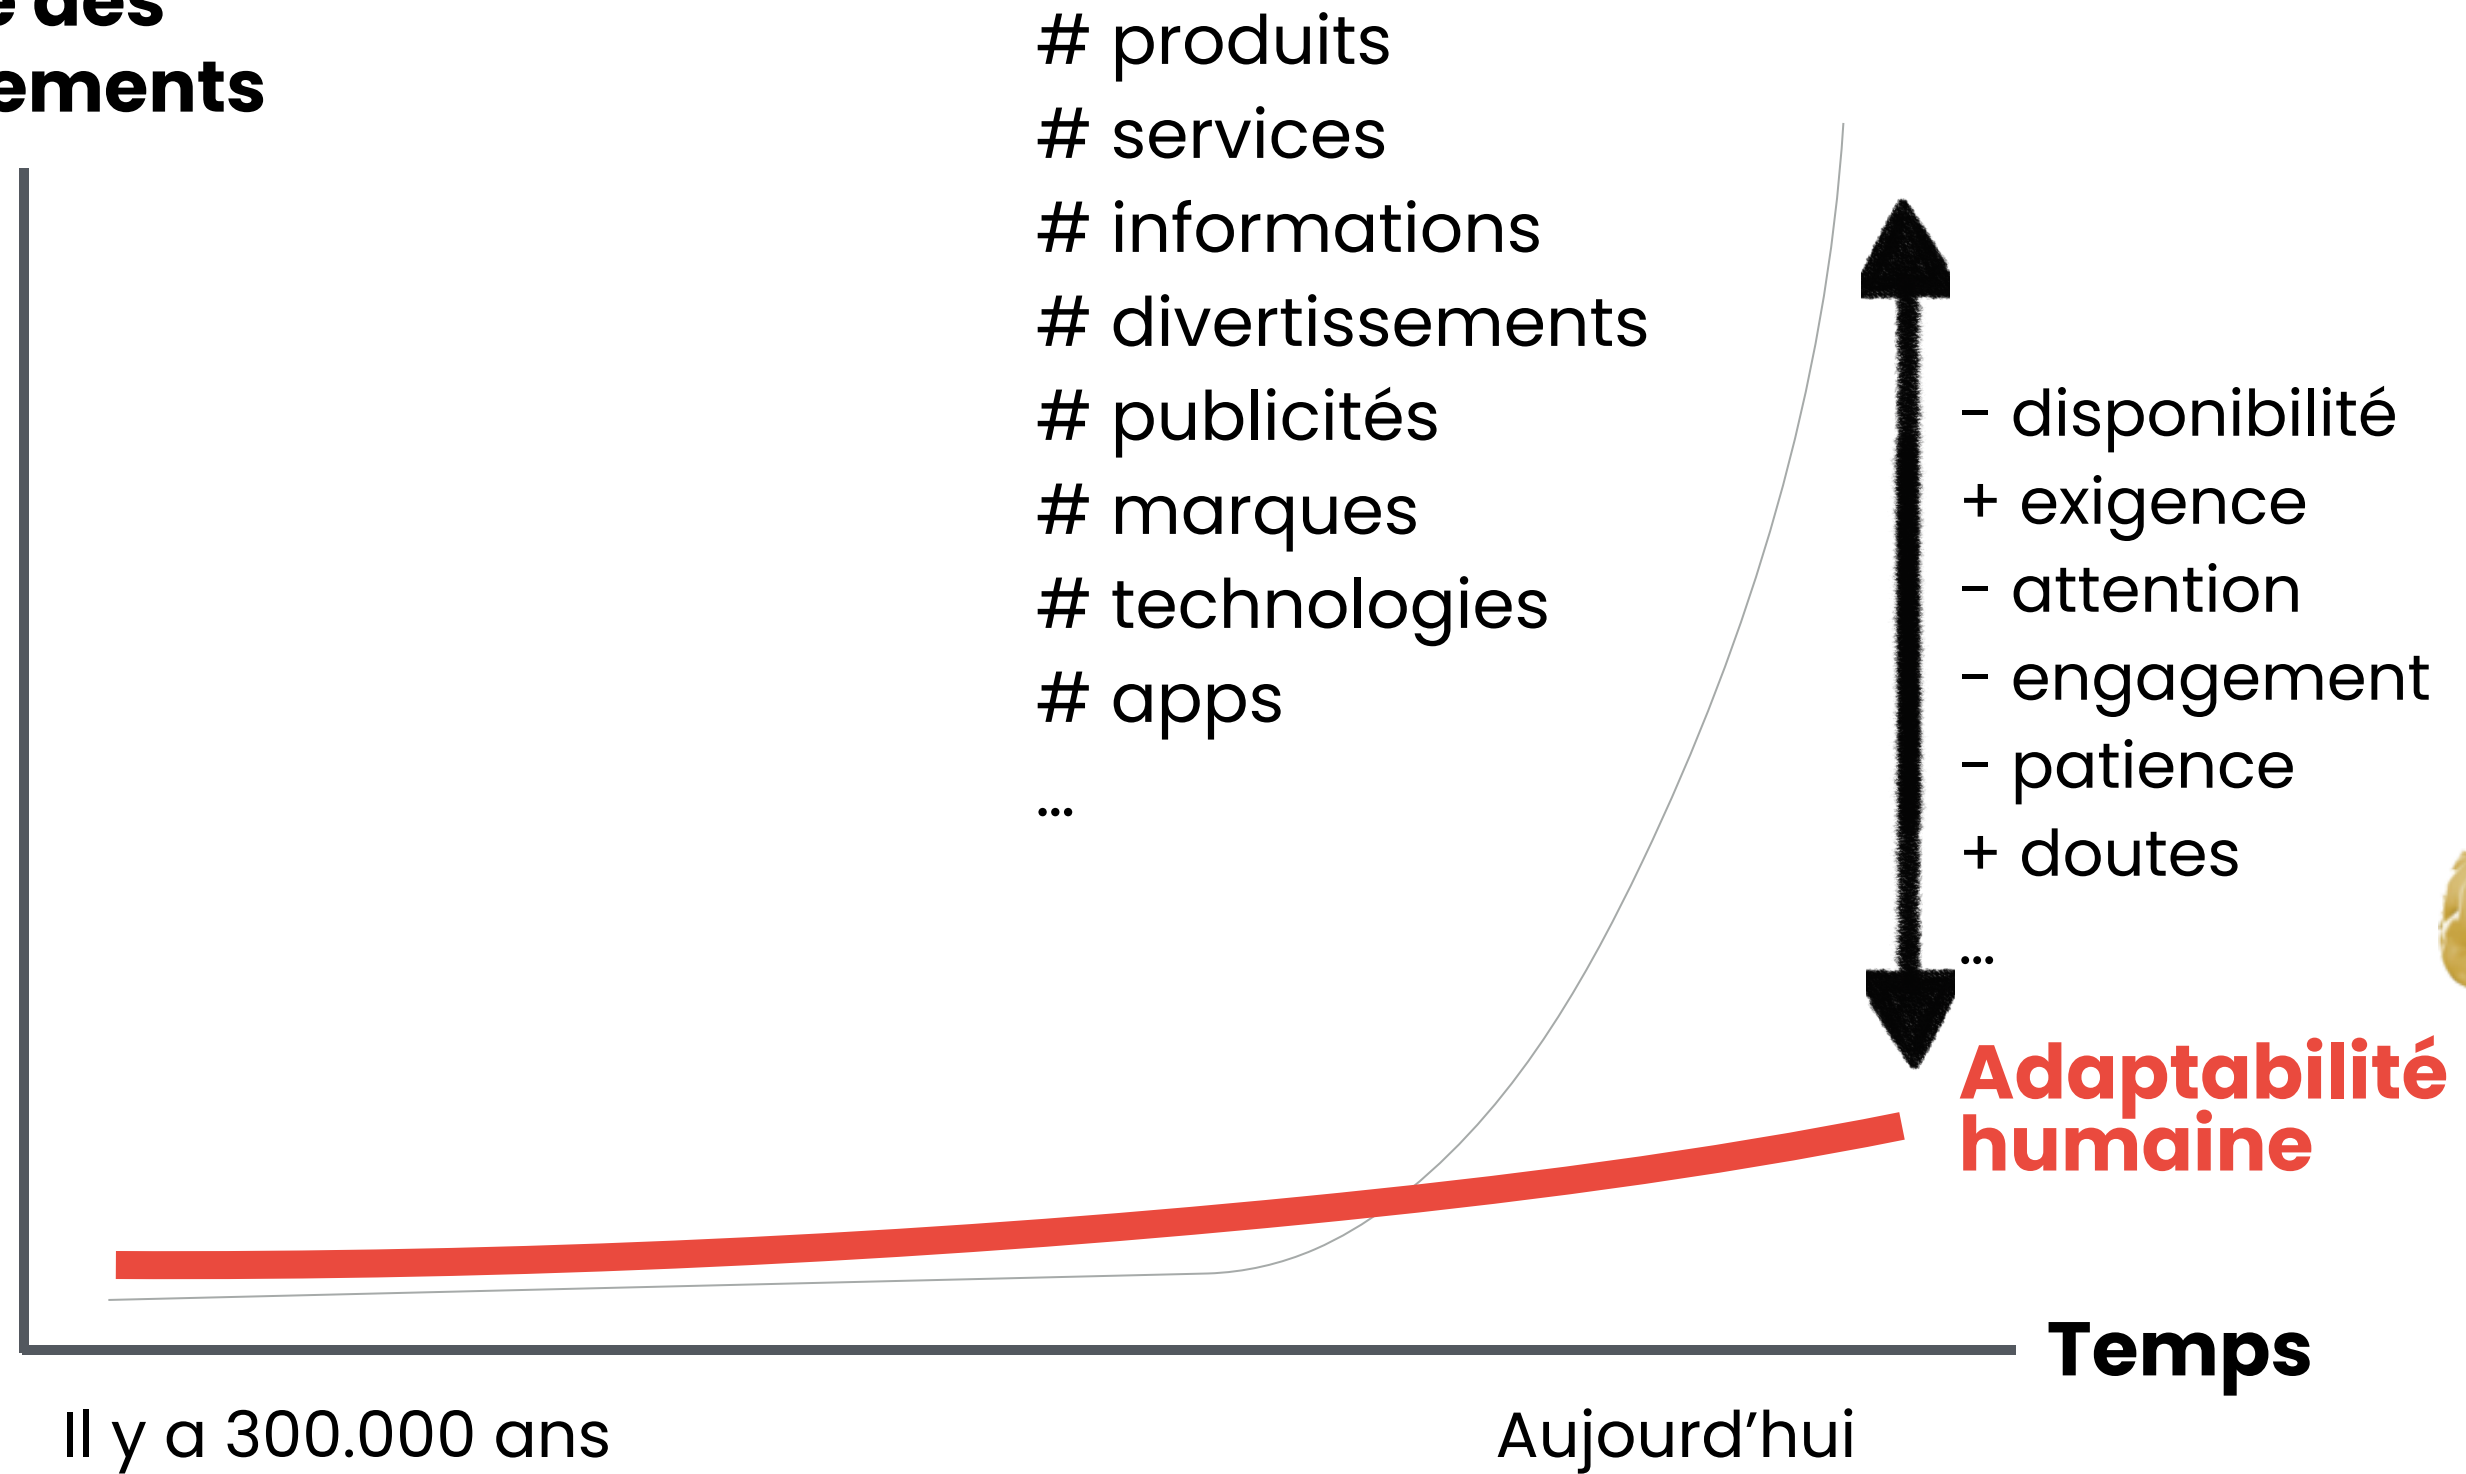 des
ements
# produits
# services
# informations
# divertissements
# publicités
# marques
# technologies
# apps
…
- disponibilité
+ exigence
- attention
- engagement
- patience
+ doutes
…
Adaptabilité
humaine
Temps
Il y a 300.000 ans
Aujourd’hui